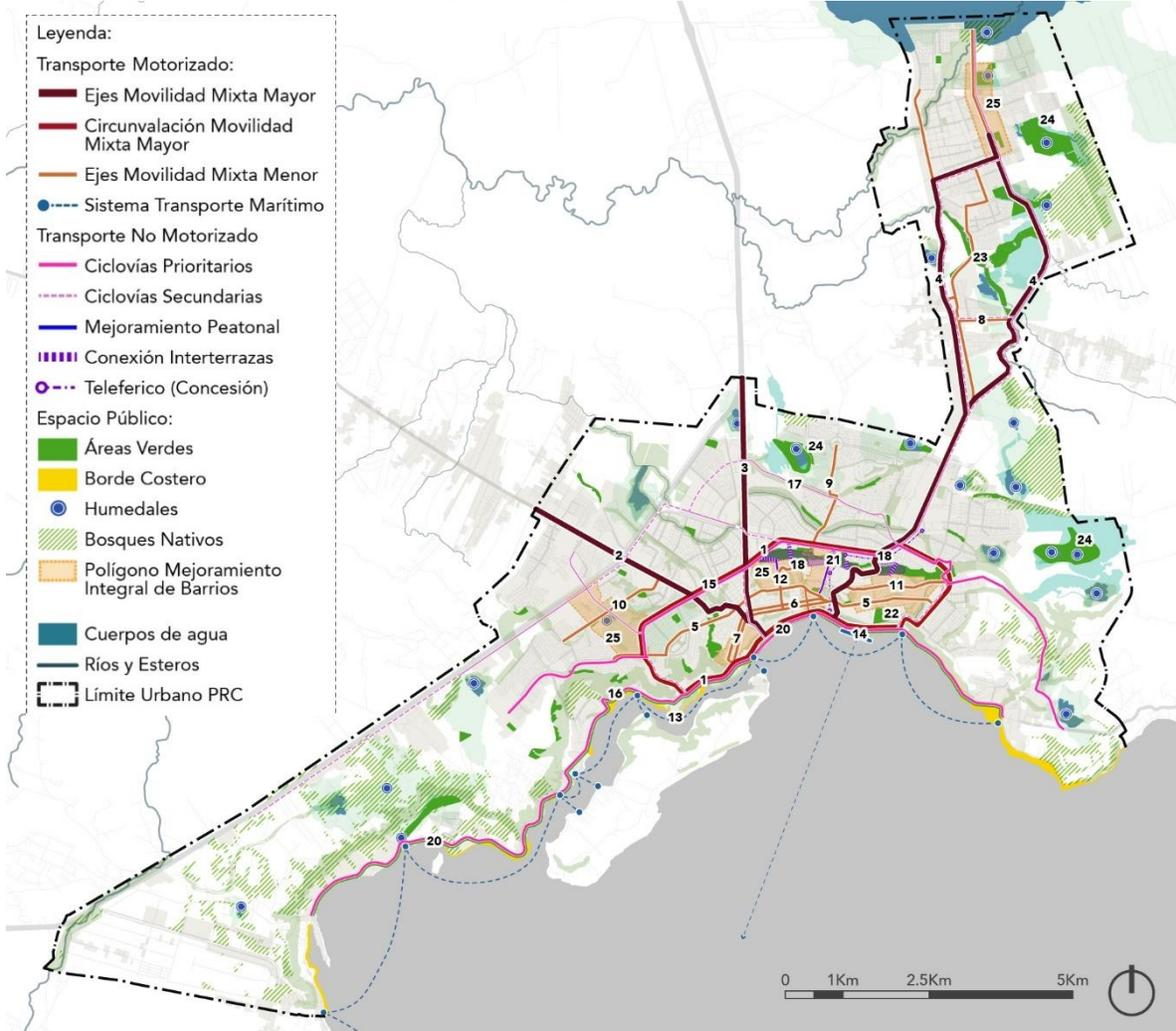 Leyenda:
Transporte Motorizado:
Ejes Movilidad Mixta Mayor
Circunvalación Movilidad
Mixta Mayor
Ejes Movilidad Mixta Menor
Sistema Transporte Marítimo
Transporte No Motorizado
Ciclovías Prioritarios
Ciclovías Secundarias
Mejoramiento Peatonal
Conexión Interterrazas
Teleferico (Concesión)
Espacio Público:
Áreas Verdes
Borde Costero
Humedales
Bosques Nativos
Polígono Mejoramiento
Integral de Barrios
Cuerpos de agua
Ríos y Esteros
Límite Urbano PRC
25
24
23
4
4
8
24
3
17
9
24
2
1
18
21
18
15
25
12
11
10
6
5
22
5
25
7
20
14
1
16
13
20
0 1Km 2.5Km 5Km